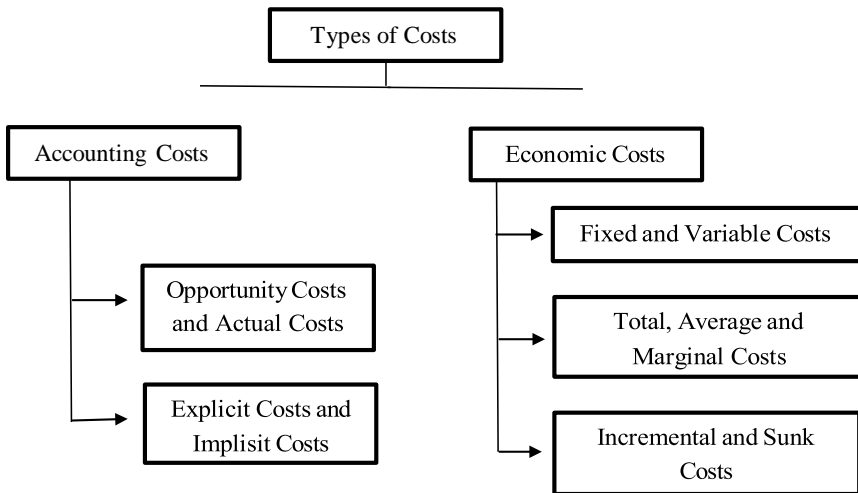 Types of Costs
Accounting Costs
Economic Costs
Fixed and Variable Costs
Opportunity Costs
and Actual Costs
Total, Average and
Marginal Costs
Explicit Costs and
Implisit Costs
Incremental and Sunk
Costs